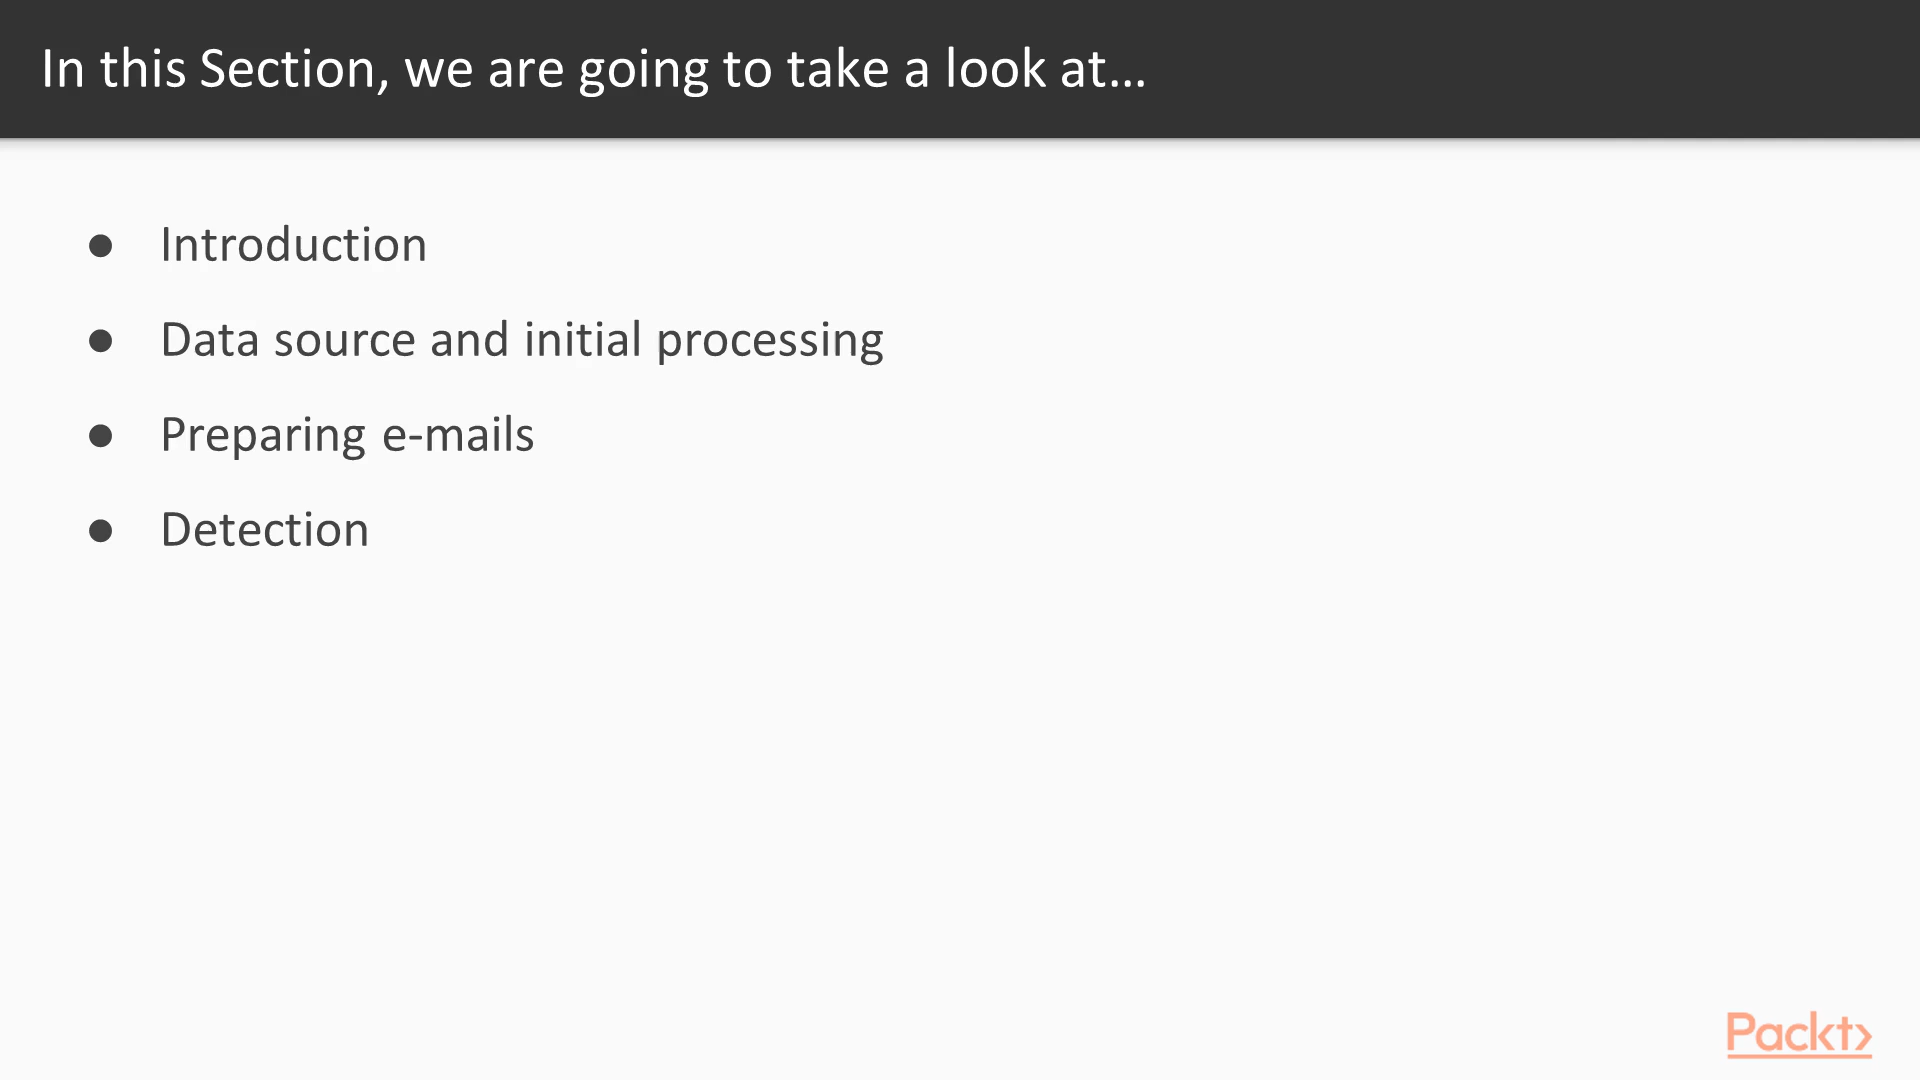 In this Section, we are going to take a look at...
● Introduction
● Data source and initial processing
● Preparing e-mails
● Detection
Packt>